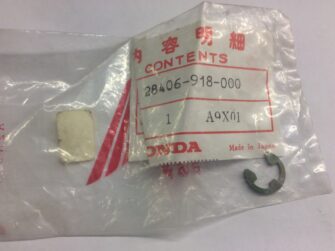 内容明細
CONTENTS
28406-918-000
1 A9X01
HONDA Made in Japan